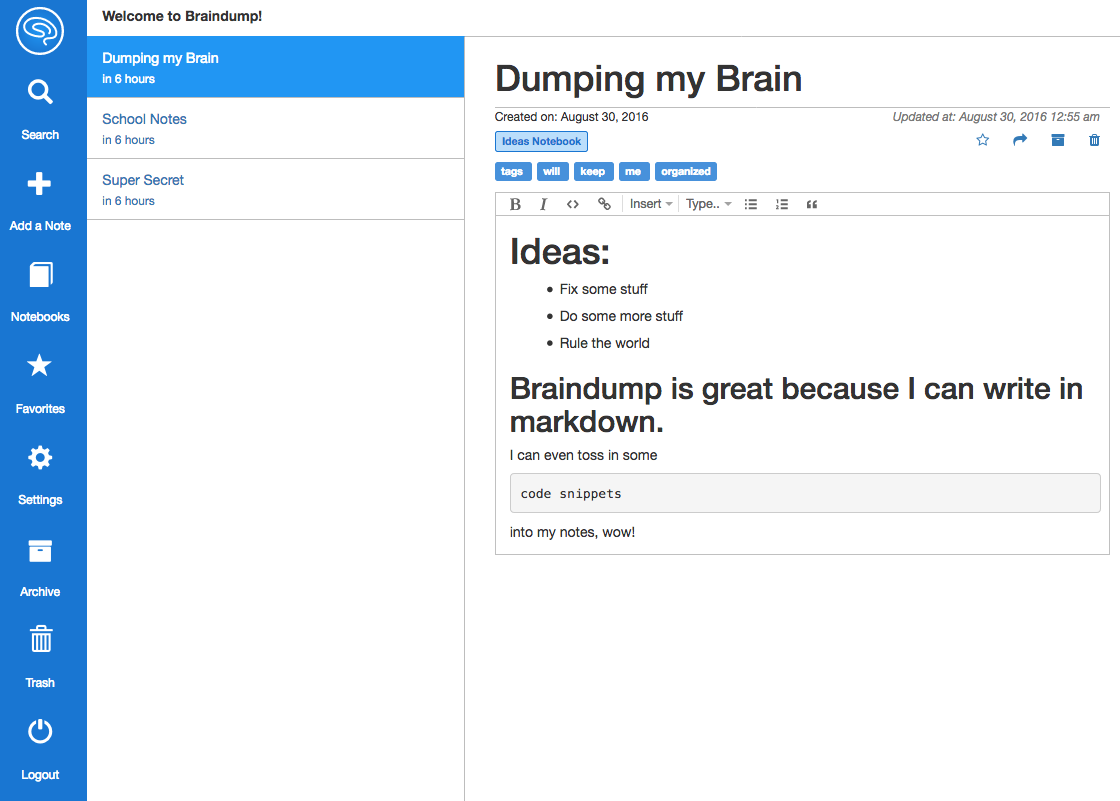 Welcome to Braindump!
Search
Add a Note
Notebooks
Favorites
Settings
Archive
Trash
Logout
Dumping my Brain
in 6 hours
School Notes
in 6 hours
Super Secret
in 6 hours
Dumping my Brain
Created on: August 30, 2016 Updated at: August 30, 2016 12:55 am
Ideas Notebook
tags will keep me organized
B I <> Insert Type..
Ideas:
• Fix some stuff
• Do some more stuff
• Rule the world
Braindump is great because I can write in
markdown.
I can even toss in some
code snippets
into my notes, wow!